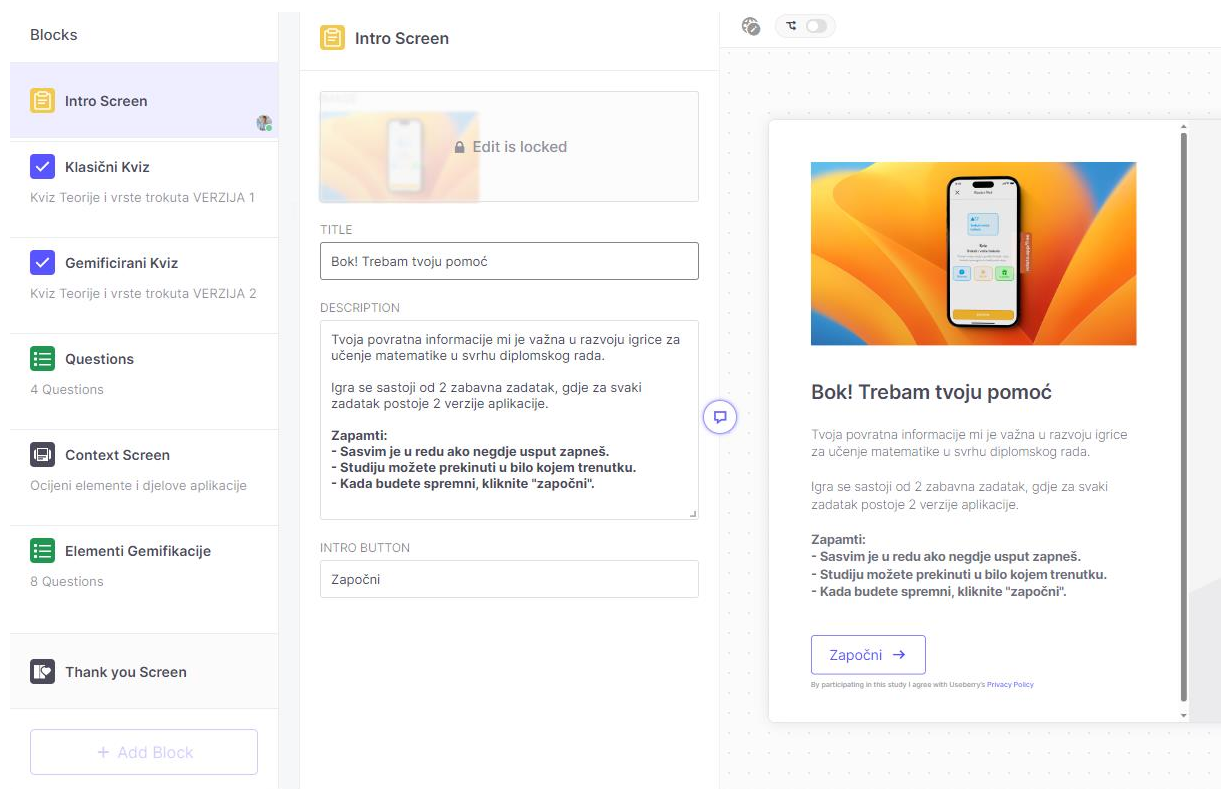 Blocks
Intro Screen
Klasični Kviz
Kviz Teorije i vrste trokuta VERZIJA 1
Gemificirani Kviz
Kviz Teorije i vrste trokuta VERZIJA 2
Questions
4 Questions
Context Screen
Ocijeni elemente i djelove aplikacije
Elementi Gemifikacije
8 Questions
Thank you Screen
+ Add Block
Intro Screen
Edit is locked
TITLE
Bok! Trebam tvoju pomoć
DESCRIPTION
Tvoja povratna informacije mi je važna u razvoju igrice za
učenje matematike u svrhu diplomskog rada.
Igra se sastoji od 2 zabavna zadatak, gdje za svaki
zadatak postoje 2 verzije aplikacije.
Zapamti:
- Sasvim je u redu ako negdje usput zapneš.
- Studiju možete prekinuti u bilo kojem trenutku.
- Kada budete spremni, kliknite "započni".
INTRO BUTTON
Započni
Bok! Trebam tvoju pomoć
Tvoja povratna informacije mi je važna u razvoju igrice
za učenje matematike u svrhu diplomskog rada.
Igra se sastoji od 2 zabavna zadatak, gdje za svaki
zadatak postoje 2 verzije aplikacije.
Zapamti:
- Sasvim je u redu ako negdje usput zapneš.
- Studiju možete prekinuti u bilo kojem trenutku.
- Kada budete spremni, kliknite "započni".
Započni →
By participating in this study I agree with Useberry's Privacy Policy